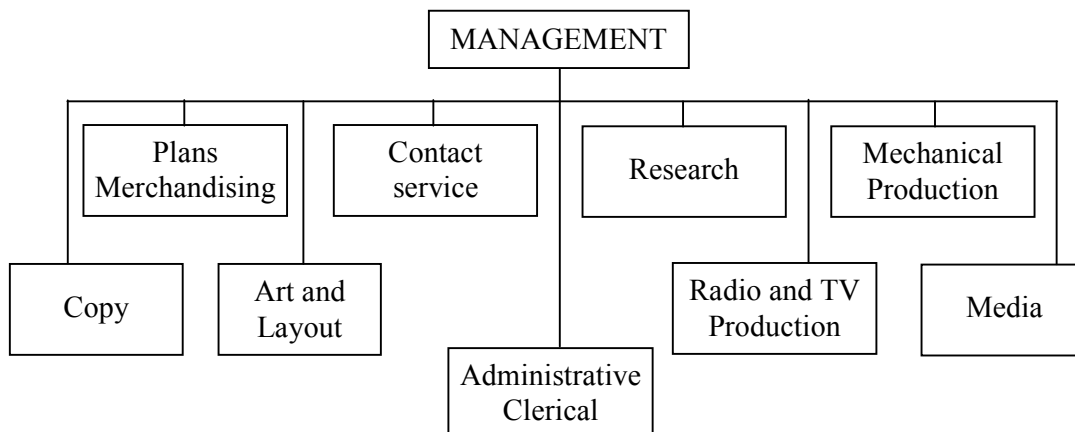 MANAGEMENT
Plans
Merchandising
Contact
service
Research
Mechanical
Production
Copy
Art and
Layout
Radio and TV
Production
Media
Administrative
Clerical